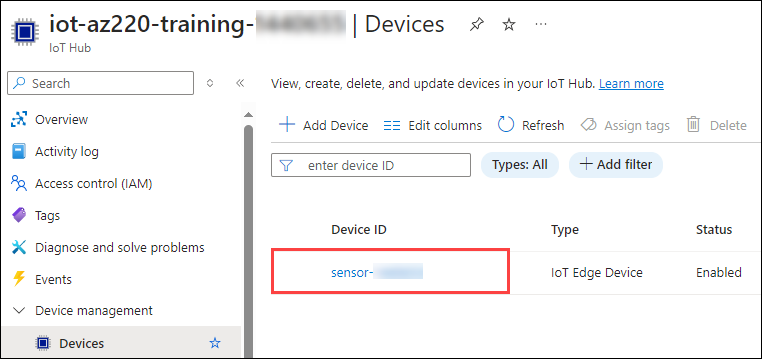 iot-az220-training- | Devices
IoT Hub
Search
View, create, delete, and update devices in your IoT Hub. Learn more
Overview
Activity log
Access control (IAM)
Tags
Diagnose and solve problems
Events
Device management
Devices
Add Device Edit columns Refresh Assign tags Delete
enter device ID Types: All Add filter
Device ID Type Status
sensor- IoT Edge Device Enabled